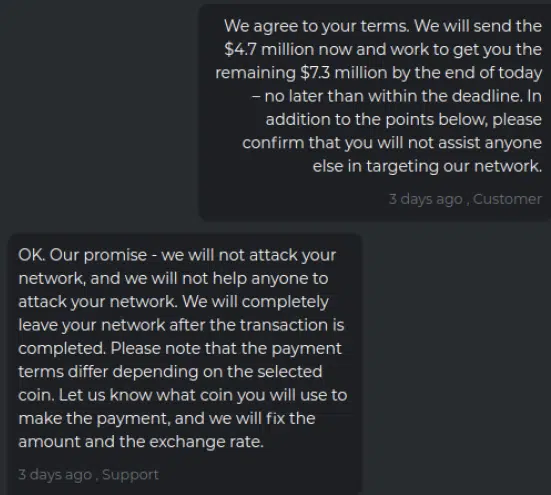 We agree to your terms. We will send the
$4.7 million now and work to get you the
remaining $7.3 million by the end of today
– no later than within the deadline. In
addition to the points below, please
confirm that you will not assist anyone
else in targeting our network.
3 days ago , Customer
OK. Our promise - we will not attack your
network, and we will not help anyone to
attack your network. We will completely
leave your network after the transaction is
completed. Please note that the payment
terms differ depending on the selected
coin. Let us know what coin you will use to
make the payment, and we will fix the
amount and the exchange rate.
3 days ago , Support